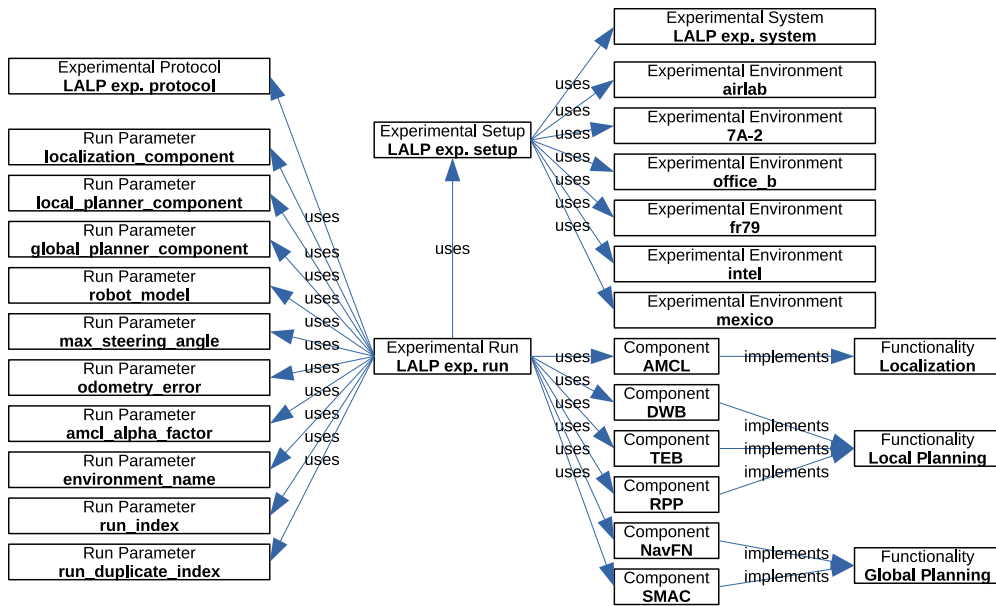 Experimental Protocol
LALP exp. protocol
Run Parameter
localization_component
Run Parameter
local_planner_component
Run Parameter
global_planner_component
Run Parameter
robot_model
Run Parameter
max_steering_angle
Run Parameter
odometry_error
Run Parameter
amcl_alpha_factor
Run Parameter
environment_name
Run Parameter
run_index
Run Parameter
run_duplicate_index
uses
uses
uses
uses
uses
uses
uses
uses
uses
uses
uses
Experimental Setup
LALP exp. setup
uses
Experimental Run
LALP exp. run
uses
uses
uses
uses
uses
uses
uses
Experimental System
LALP exp. system
Experimental Environment
airlab
Experimental Environment
7A-2
Experimental Environment
office_b
Experimental Environment
fr79
Experimental Environment
intel
Experimental Environment
mexico
uses
uses
uses
uses
uses
uses
Component
AMCL
Component
DWB
Component
TEB
Component
RPP
Component
NavFN
Component
SMAC
implements
implements
implements
implements
implements
implements
Functionality
Localization
Functionality
Local Planning
Functionality
Global Planning